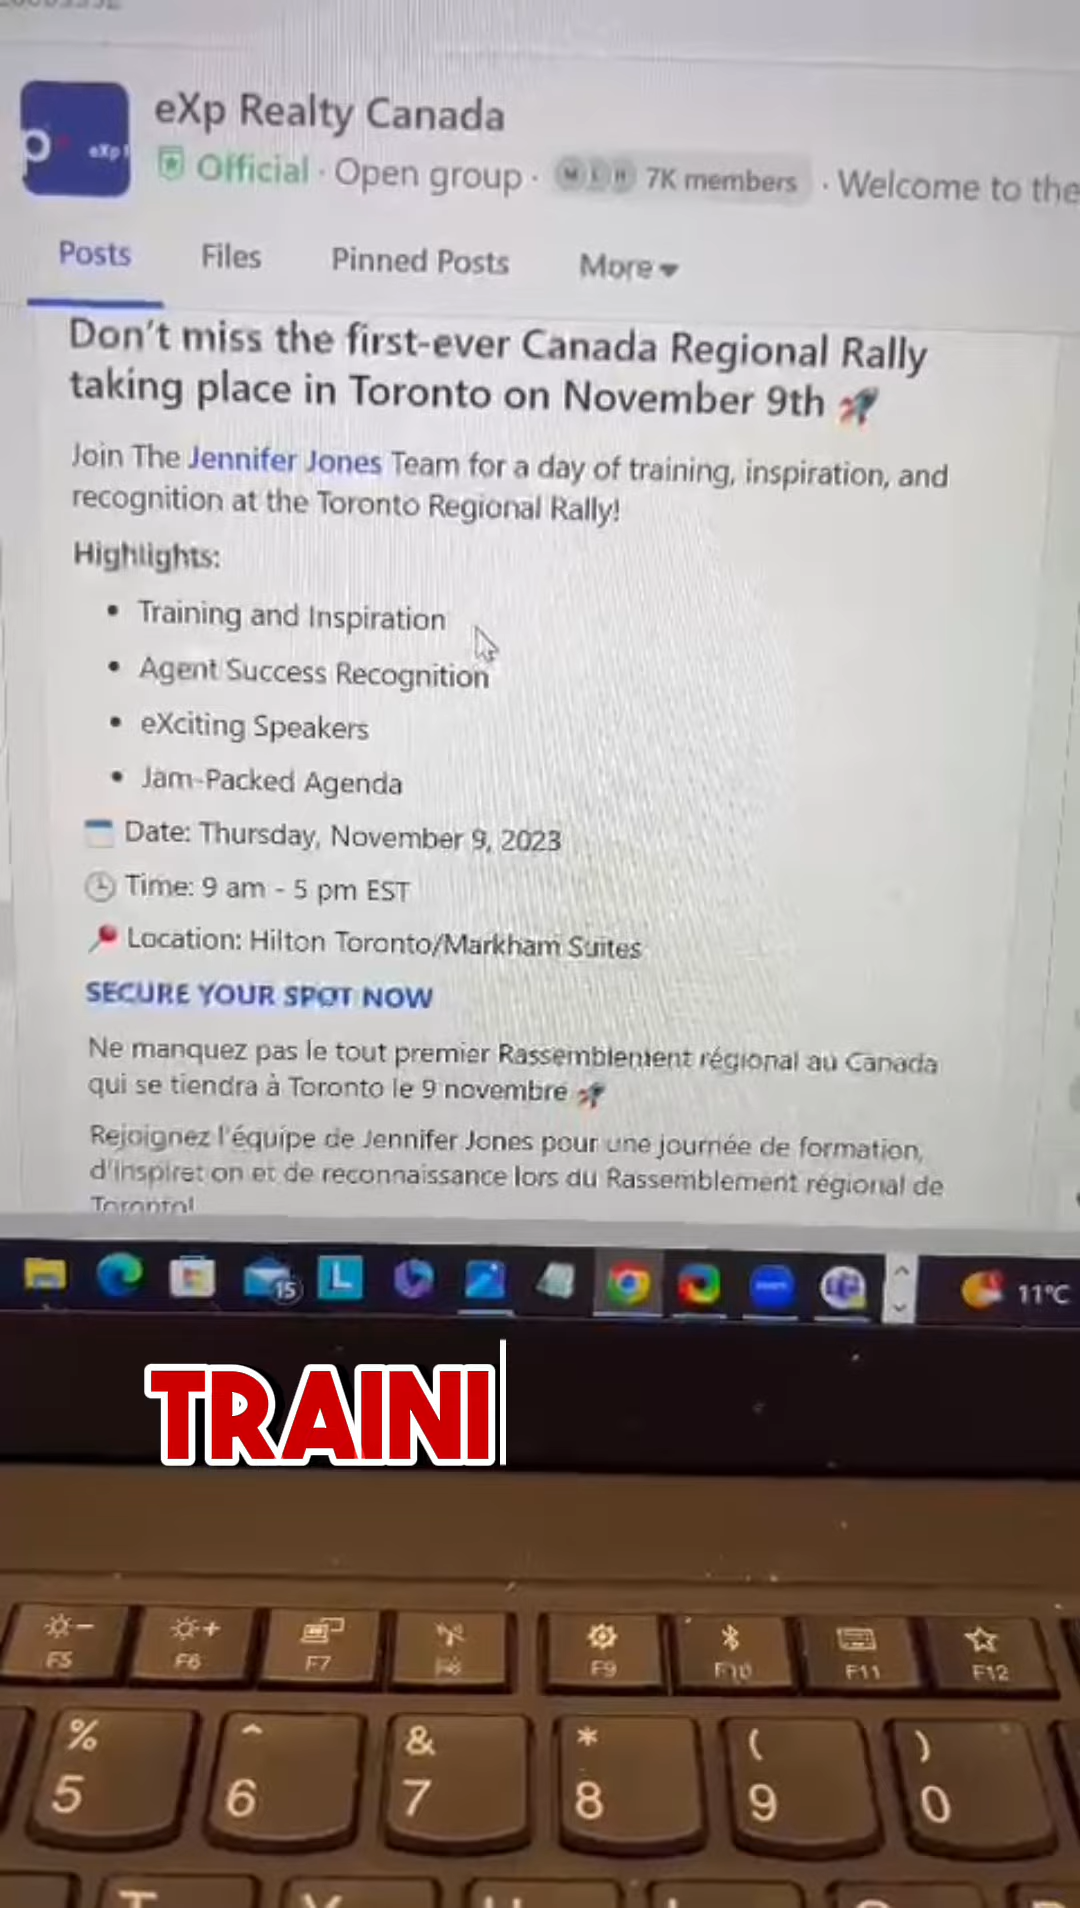 eXp Realty Canada
Official · Open group · 7K members · Welcome to the
Posts Files Pinned Posts More
Don't miss the first-ever Canada Regional Rally
taking place in Toronto on November 9th 🚀
Join The Jennifer Jones Team for a day of training, inspiration, and
recognition at the Toronto Regional Rally!
Highlights:
• Training and Inspiration
• Agent Success Recognition
• eXciting Speakers
• Jam-Packed Agenda
Date: Thursday, November 9, 2023
Time: 9 am - 5 pm EST
📍 Location: Hilton Toronto/Markham Suites
SECURE YOUR SPOT NOW
Ne manquez pas le tout premier Rassemblement régional au Canada
qui se tiendra à Toronto le 9 novembre 🚀
Rejoignez l'équipe de Jennifer Jones pour une journée de formation,
d'inspiration et de reconnaissance lors du Rassemblement régional de
Toronto!
15 L 11°C
TRAINI
F5 F6 F7 F8 F9 F10 F11 F12
% ^ & * ( )
5 6 7 8 9 0